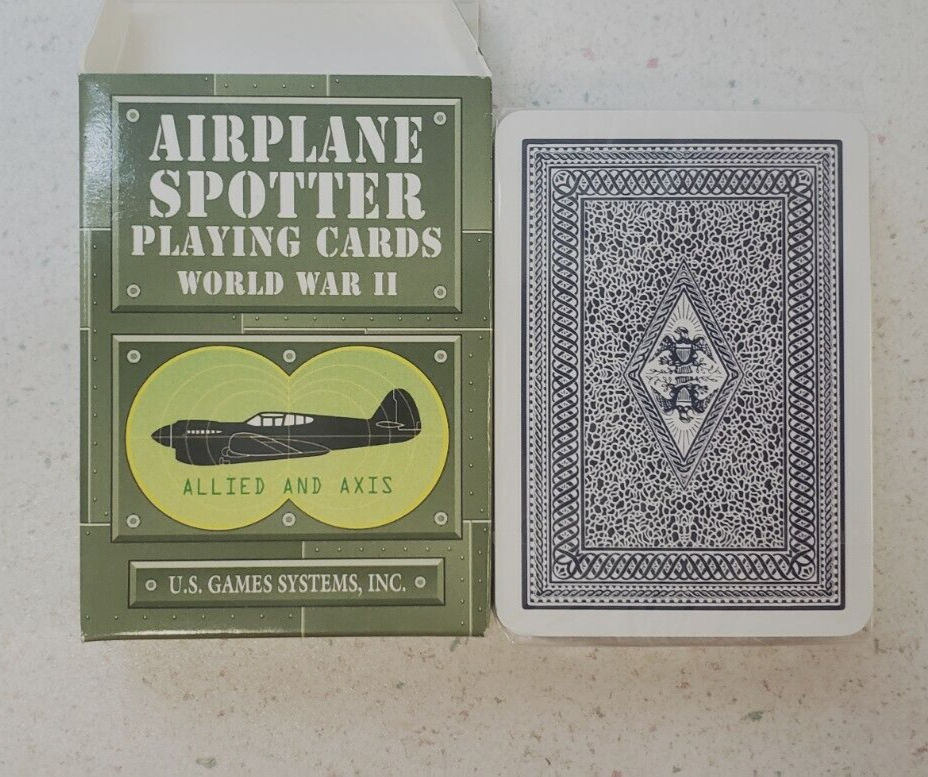 AIRPLANE
SPOTTER
PLAYING CARDS
WORLD WAR II
ALLIED AND AXIS
U.S. GAMES SYSTEMS, INC.